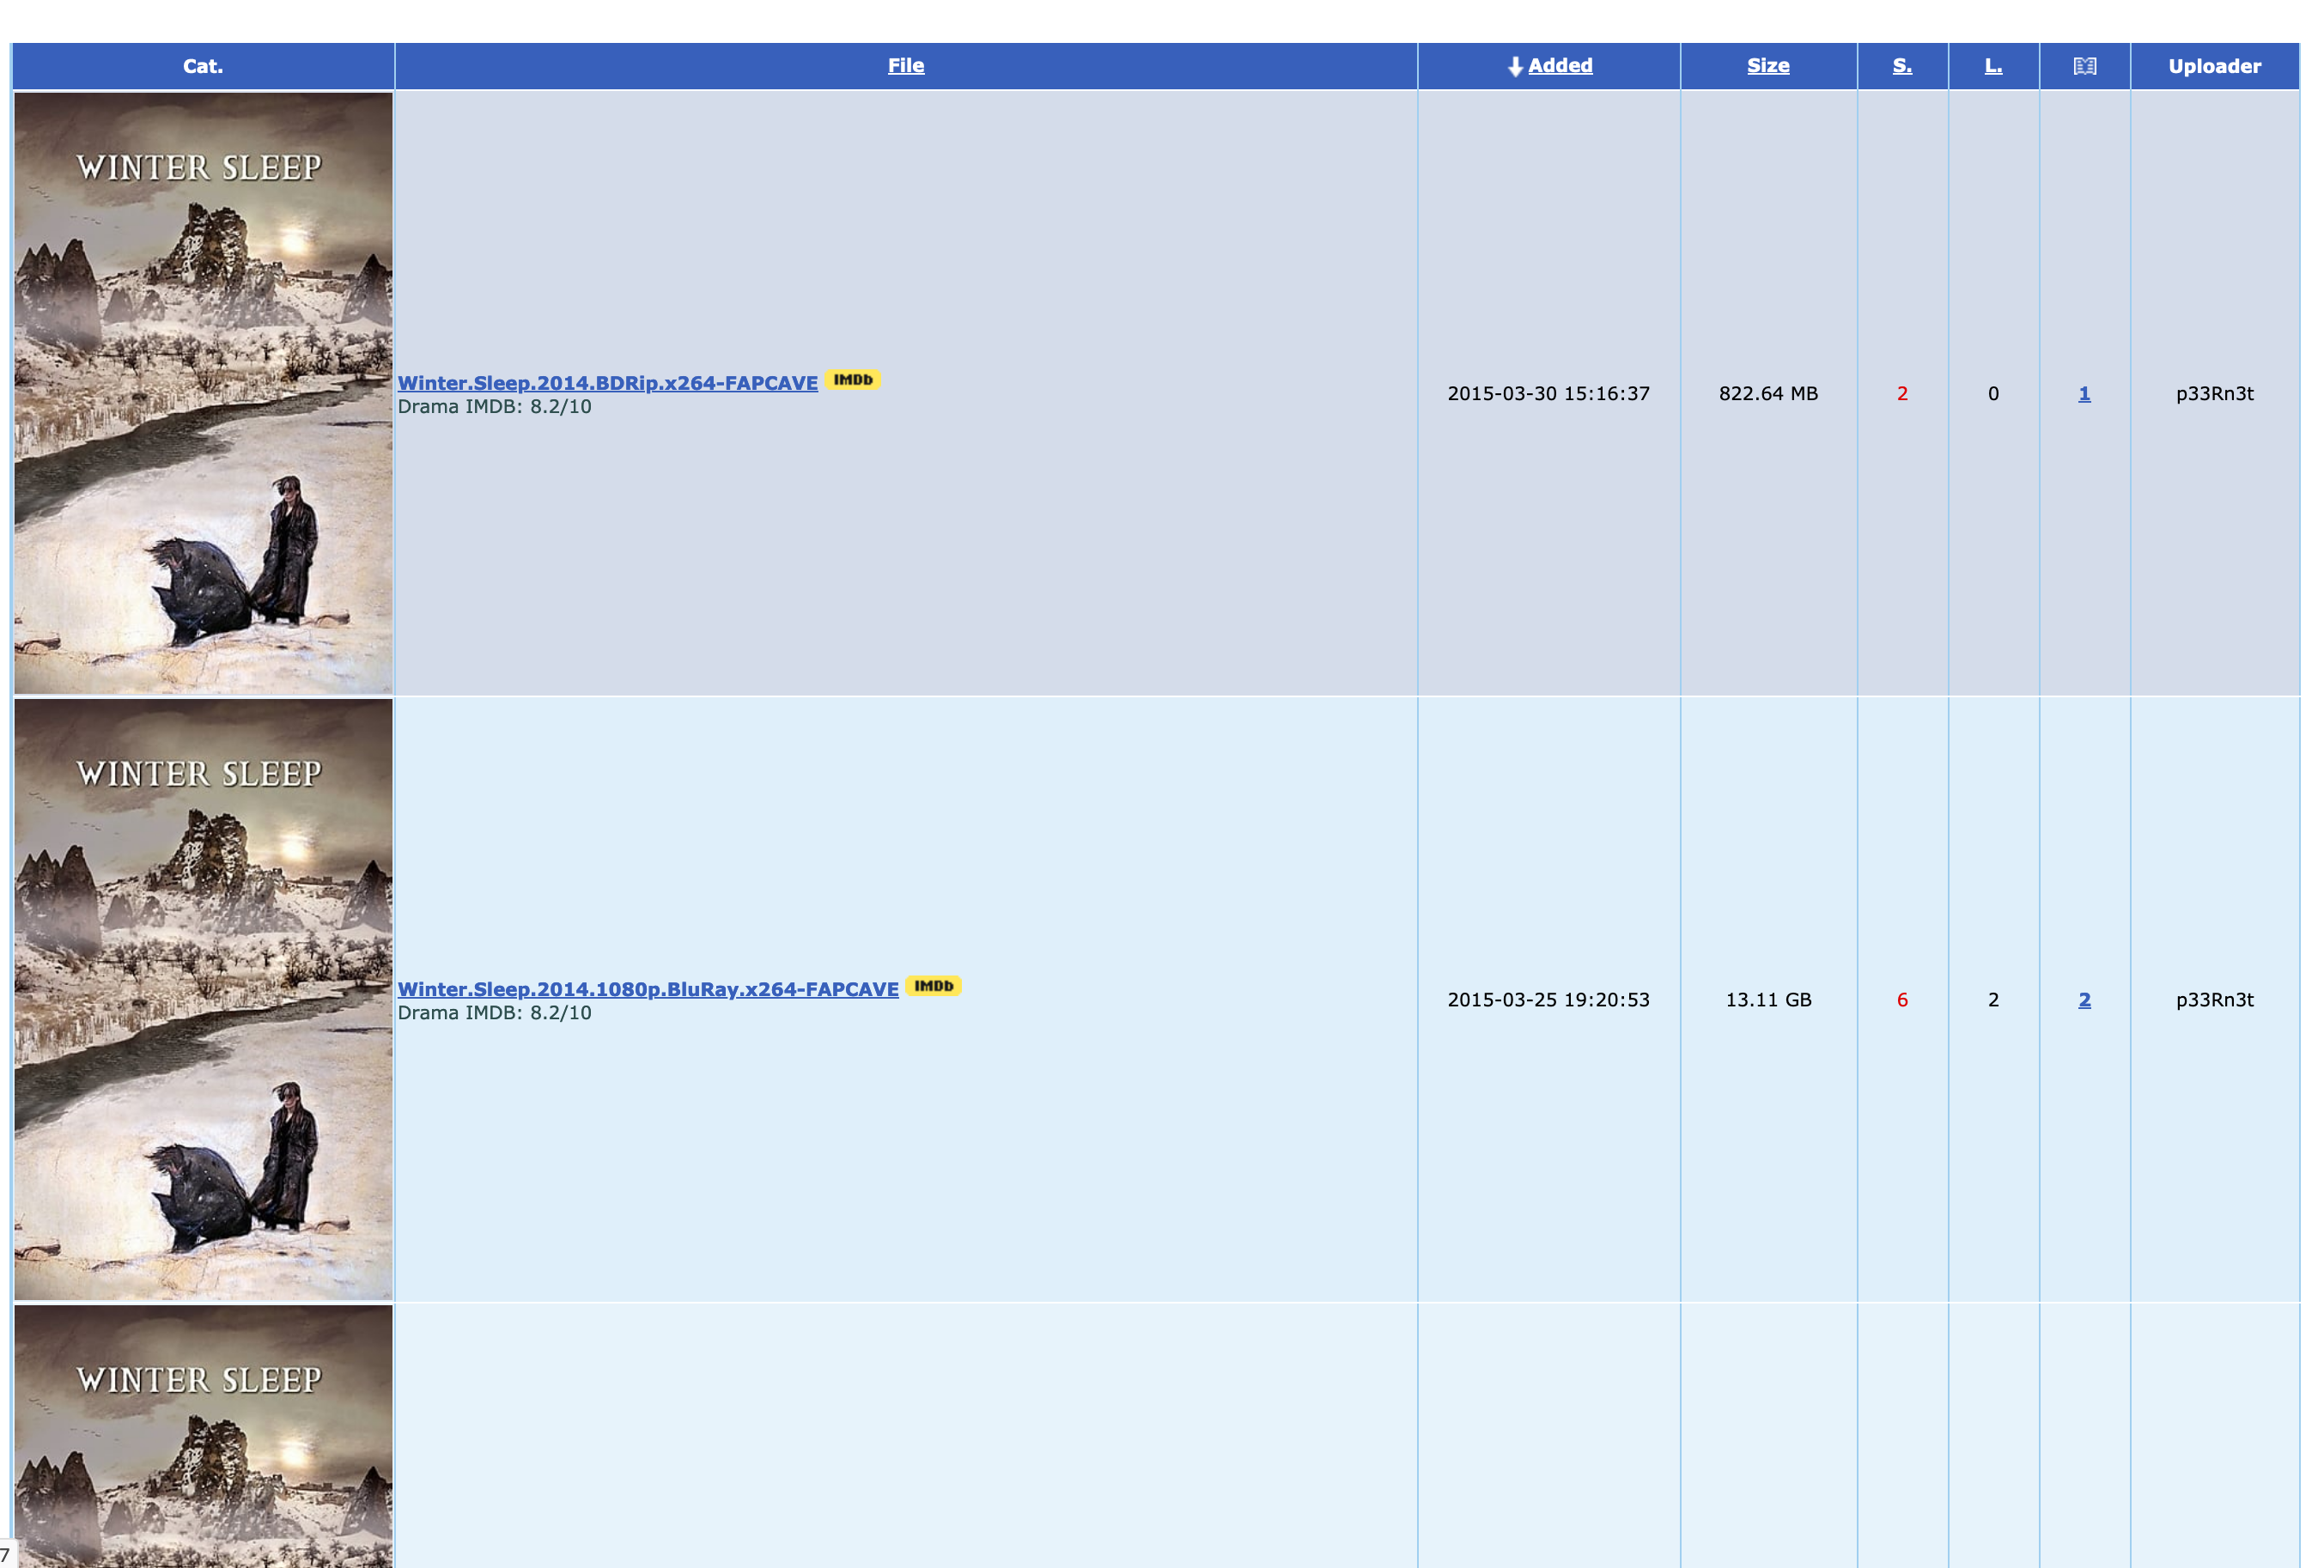 Cat. File Added Size S. L. Uploader
WINTER SLEEP
Winter.Sleep.2014.BDRip.x264-FAPCAVE IMDb
Drama IMDB: 8.2/10
2015-03-30 15:16:37 822.64 MB 2 0 1 p33Rn3t
WINTER SLEEP
Winter.Sleep.2014.1080p.BluRay.x264-FAPCAVE IMDb
Drama IMDB: 8.2/10
2015-03-25 19:20:53 13.11 GB 6 2 2 p33Rn3t
WINTER SLEEP
7